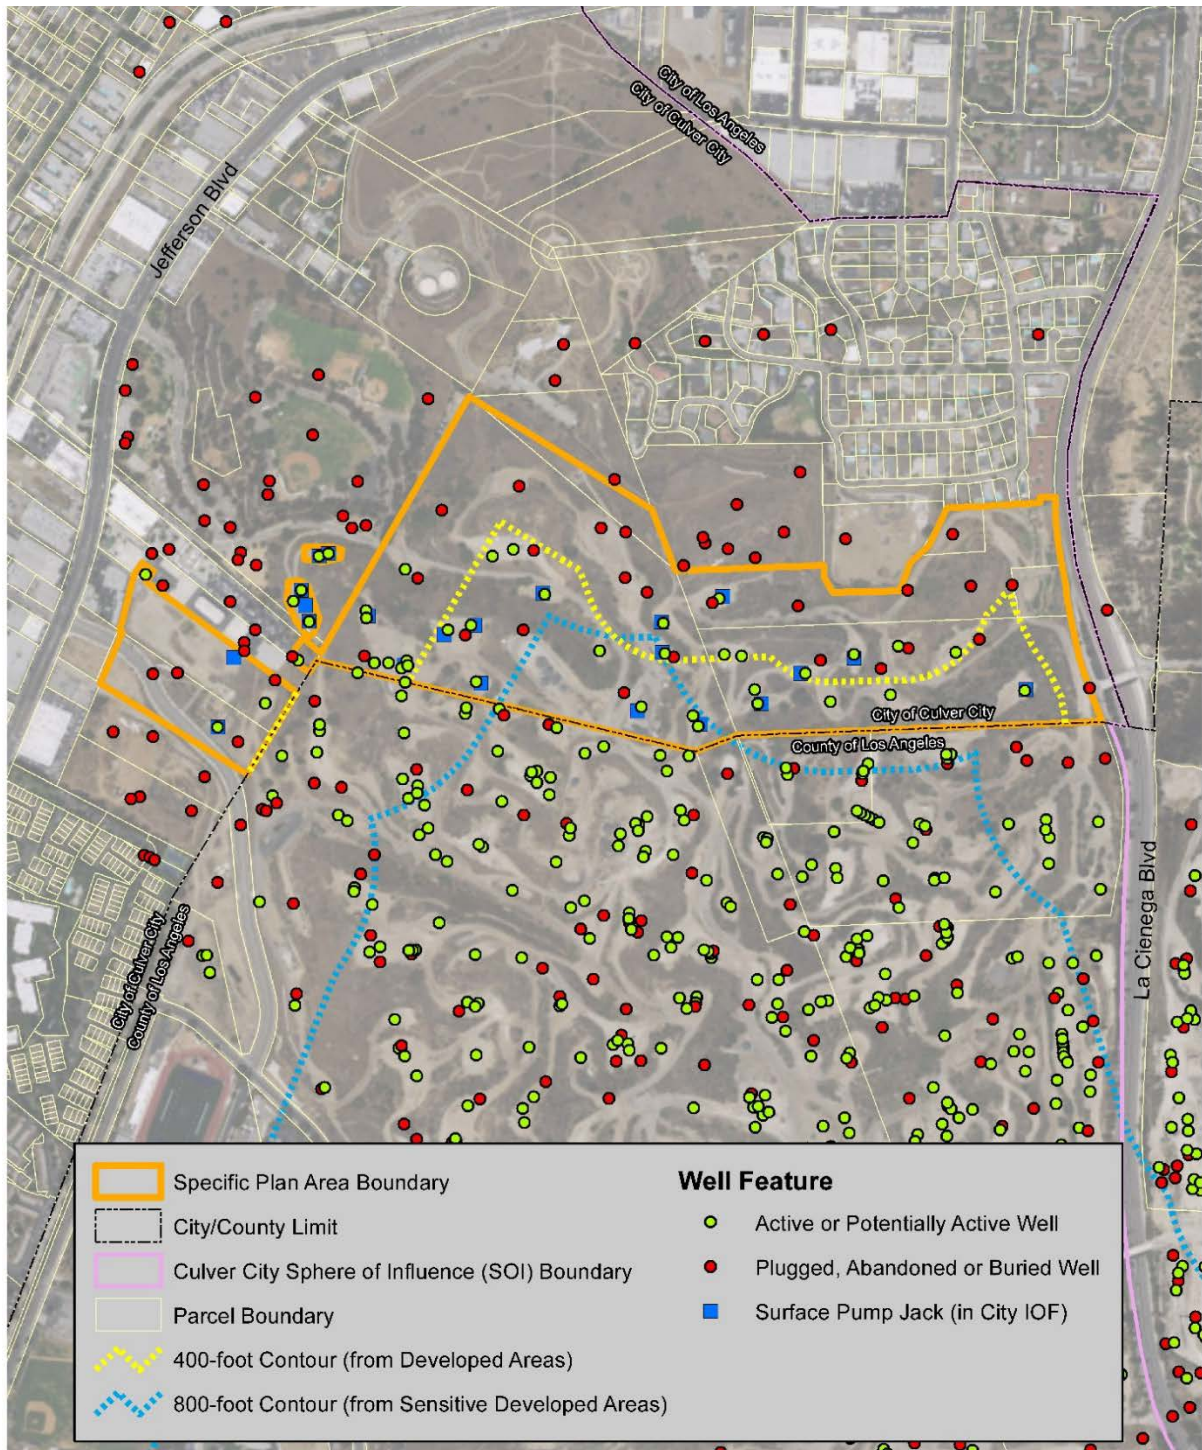 City of Los Angeles
City of Culver City
Jefferson Blvd
City of Culver City
County of Los Angeles
La Cienega Blvd
City of Culver City
County of Los Angeles
Specific Plan Area Boundary
City/County Limit
Culver City Sphere of Influence (SOI) Boundary
Parcel Boundary
400-foot Contour (from Developed Areas)
800-foot Contour (from Sensitive Developed Areas)
Well Feature
Active or Potentially Active Well
Plugged, Abandoned or Buried Well
Surface Pump Jack (in City IOF)